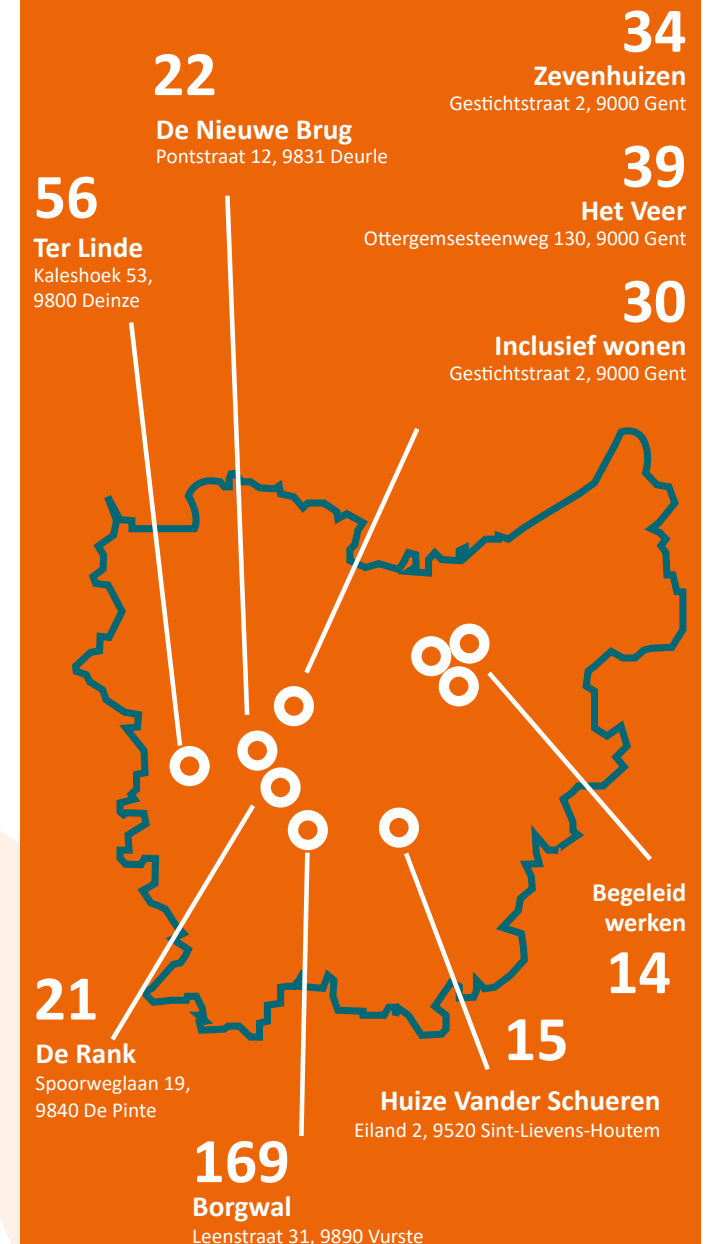 34
Zevenhuizen
Gestichtstraat 2, 9000 Gent
22
De Nieuwe Brug
Pontstraat 12, 9831 Deurle
39
Het Veer
Ottergemsesteenweg 130, 9000 Gent
56
Ter Linde
Kaleshoek 53,
9800 Deinze
30
Inclusief wonen
Gestichtstraat 2, 9000 Gent
Begeleid
werken
14
21
De Rank
Spoorweglaan 19,
9840 De Pinte
15
Huize Vander Schueren
Eiland 2, 9520 Sint-Lievens-Houtem
169
Borgwal
Leenstraat 31, 9890 Vurste